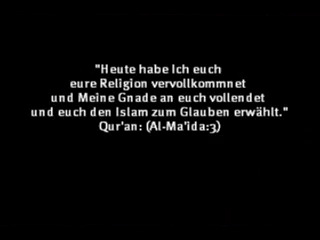 "Heute habe Ich euch
eure Religion vervollkommnet
und Meine Gnade an euch vollendet
und euch den Islam zum Glauben erwählt."
Qur'an: (Al-Ma'ida:3)